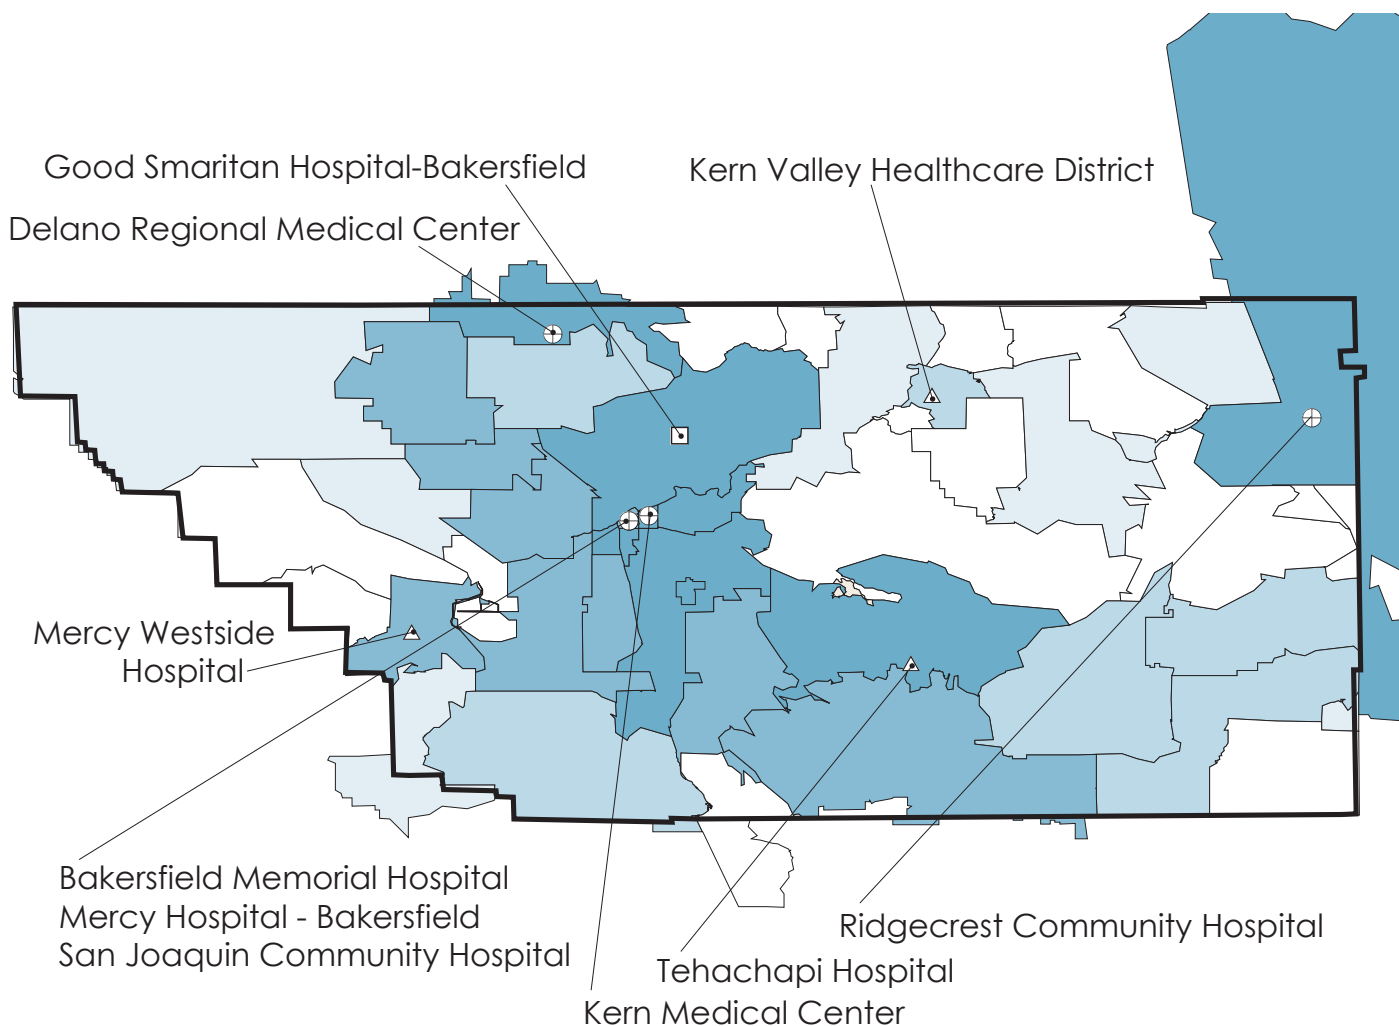 Good Smaritan Hospital-Bakersfield
Kern Valley Healthcare District
Delano Regional Medical Center
Mercy Westside
Hospital
Bakersfield Memorial Hospital
Mercy Hospital - Bakersfield
San Joaquin Community Hospital
Ridgecrest Community Hospital
Tehachapi Hospital
Kern Medical Center